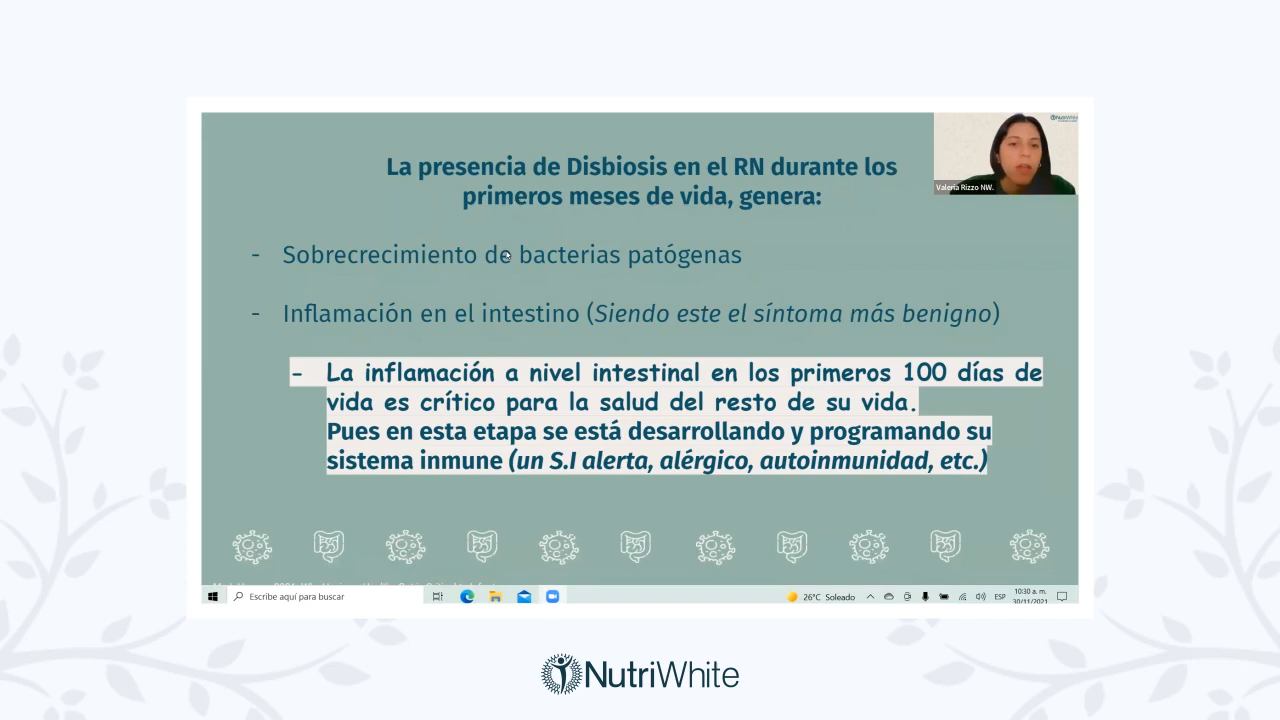 La presencia de Disbiosis en el RN durante los
primeros meses de vida, genera:
NutriWhite
Valeria Rizzo NW.
- Sobrecrecimiento de bacterias patógenas
- Inflamación en el intestino (Siendo este el síntoma más benigno)
- La inflamación a nivel intestinal en los primeros 100 días de
vida es crítico para la salud del resto de su vida.
Pues en esta etapa se está desarrollando y programando su
sistema inmune (un S.I alerta, alérgico, autoinmunidad, etc.)
Escribe aquí para buscar
26°C Soleado
ESP
10:30 a. m.
30/11/2021
NutriWhite